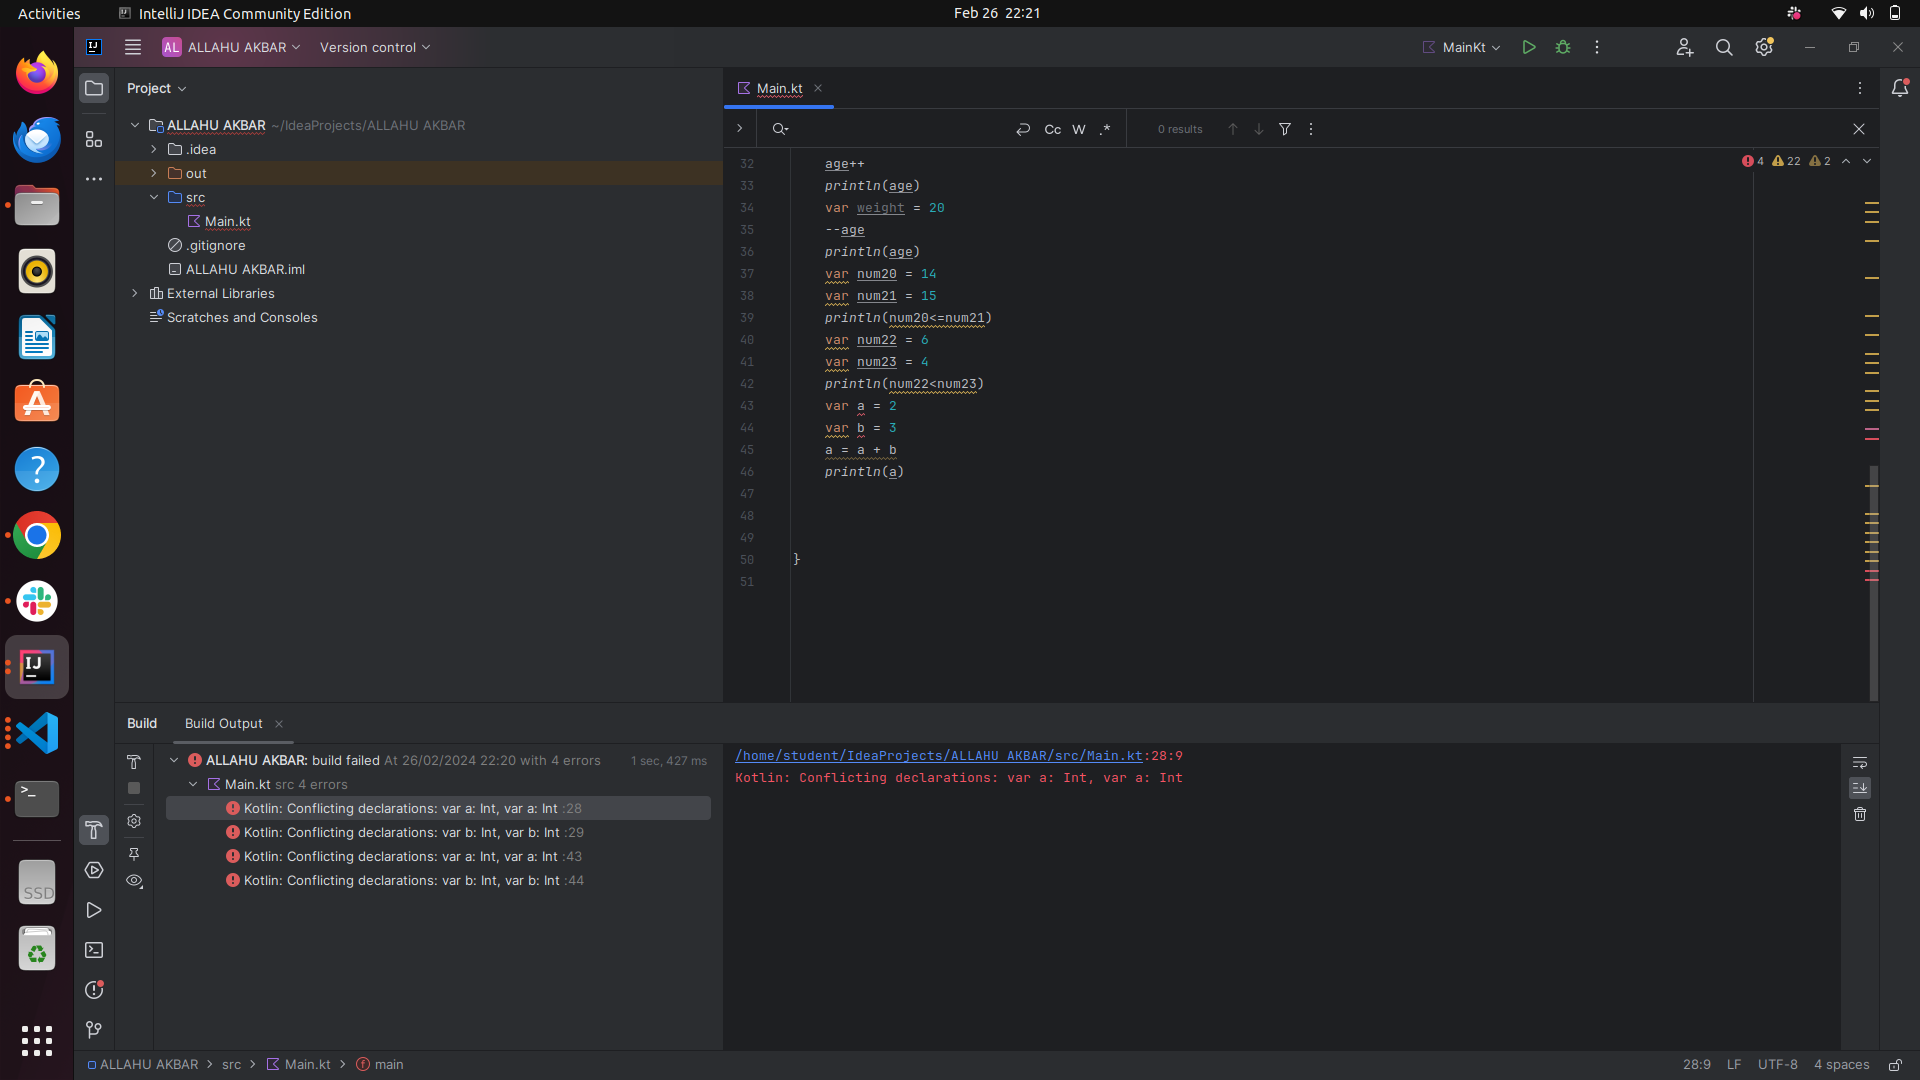 Activities
IntelliJ IDEA Community Edition
Feb 26 22:21
IJ
AL ALLAHU AKBAR
Version control
MainKt
Project
Main.kt
ALLAHU AKBAR ~/IdeaProjects/ALLAHU AKBAR
.idea
out
src
Main.kt
.gitignore
ALLAHU AKBAR.iml
External Libraries
Scratches and Consoles
Cc W .*
0 results
4 22 2
32 age++
33 println(age)
34 var weight = 20
35 --age
36 println(age)
37 var num20 = 14
38 var num21 = 15
39 println(num20<=num21)
40 var num22 = 6
41 var num23 = 4
42 println(num22<num23)
43 var a = 2
44 var b = 3
45 a = a + b
46 println(a)
47
48
49
50 }
51
IJ
SSD
Build
Build Output
ALLAHU AKBAR: build failed At 26/02/2024 22:20 with 4 errors 1 sec, 427 ms
Main.kt src 4 errors
Kotlin: Conflicting declarations: var a: Int, var a: Int :28
Kotlin: Conflicting declarations: var b: Int, var b: Int :29
Kotlin: Conflicting declarations: var a: Int, var a: Int :43
Kotlin: Conflicting declarations: var b: Int, var b: Int :44
/home/student/IdeaProjects/ALLAHU AKBAR/src/Main.kt:28:9
Kotlin: Conflicting declarations: var a: Int, var a: Int
ALLAHU AKBAR > src > Main.kt > main
28:9 LF UTF-8 4 spaces